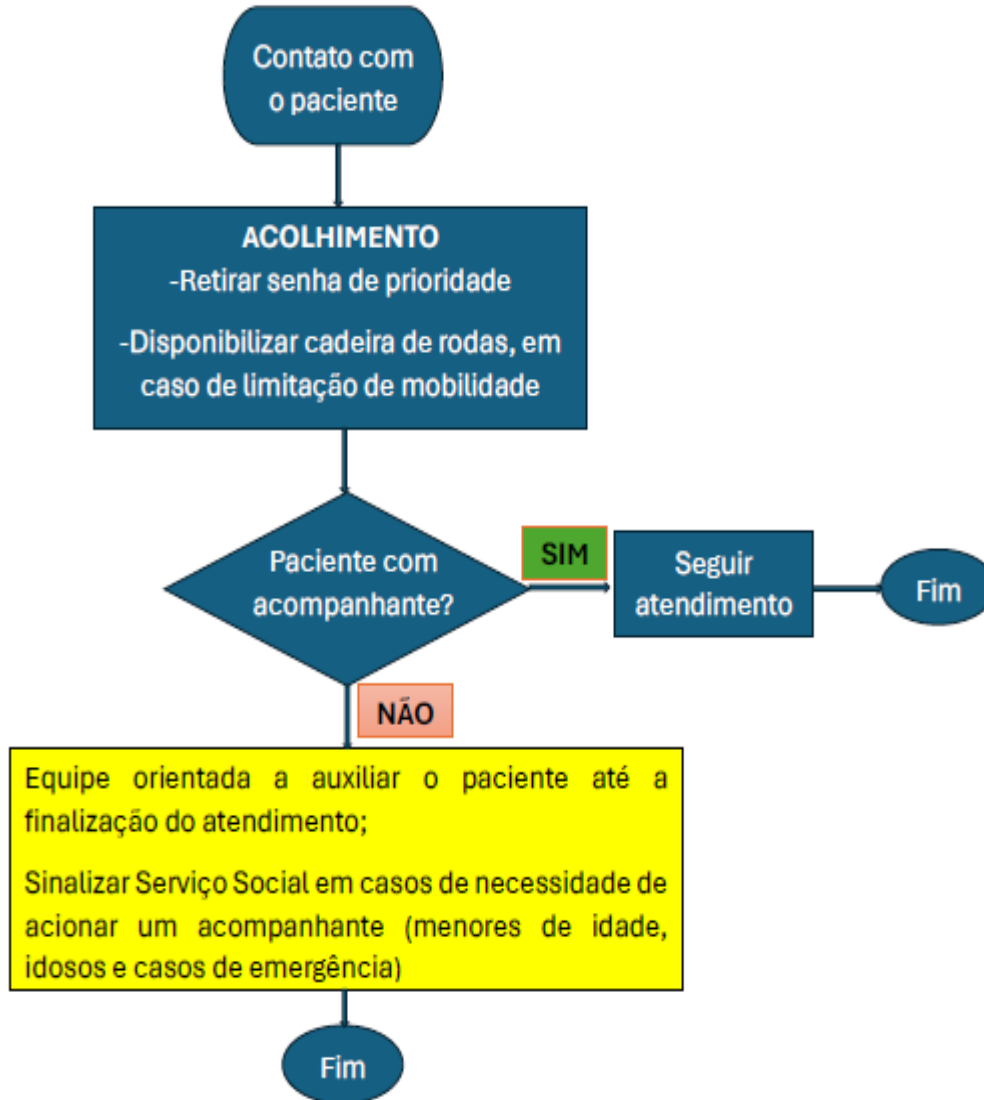 Contato com
o paciente
ACOLHIMENTO
-Retirar senha de prioridade
-Disponibilizar cadeira de rodas, em
caso de limitação de mobilidade
Paciente com
acompanhante?
SIM
Seguir
atendimento
Fim
NÃO
Equipe orientada a auxiliar o paciente até a
finalização do atendimento;
Sinalizar Serviço Social em casos de necessidade de
acionar um acompanhante (menores de idade,
idosos e casos de emergência)
Fim